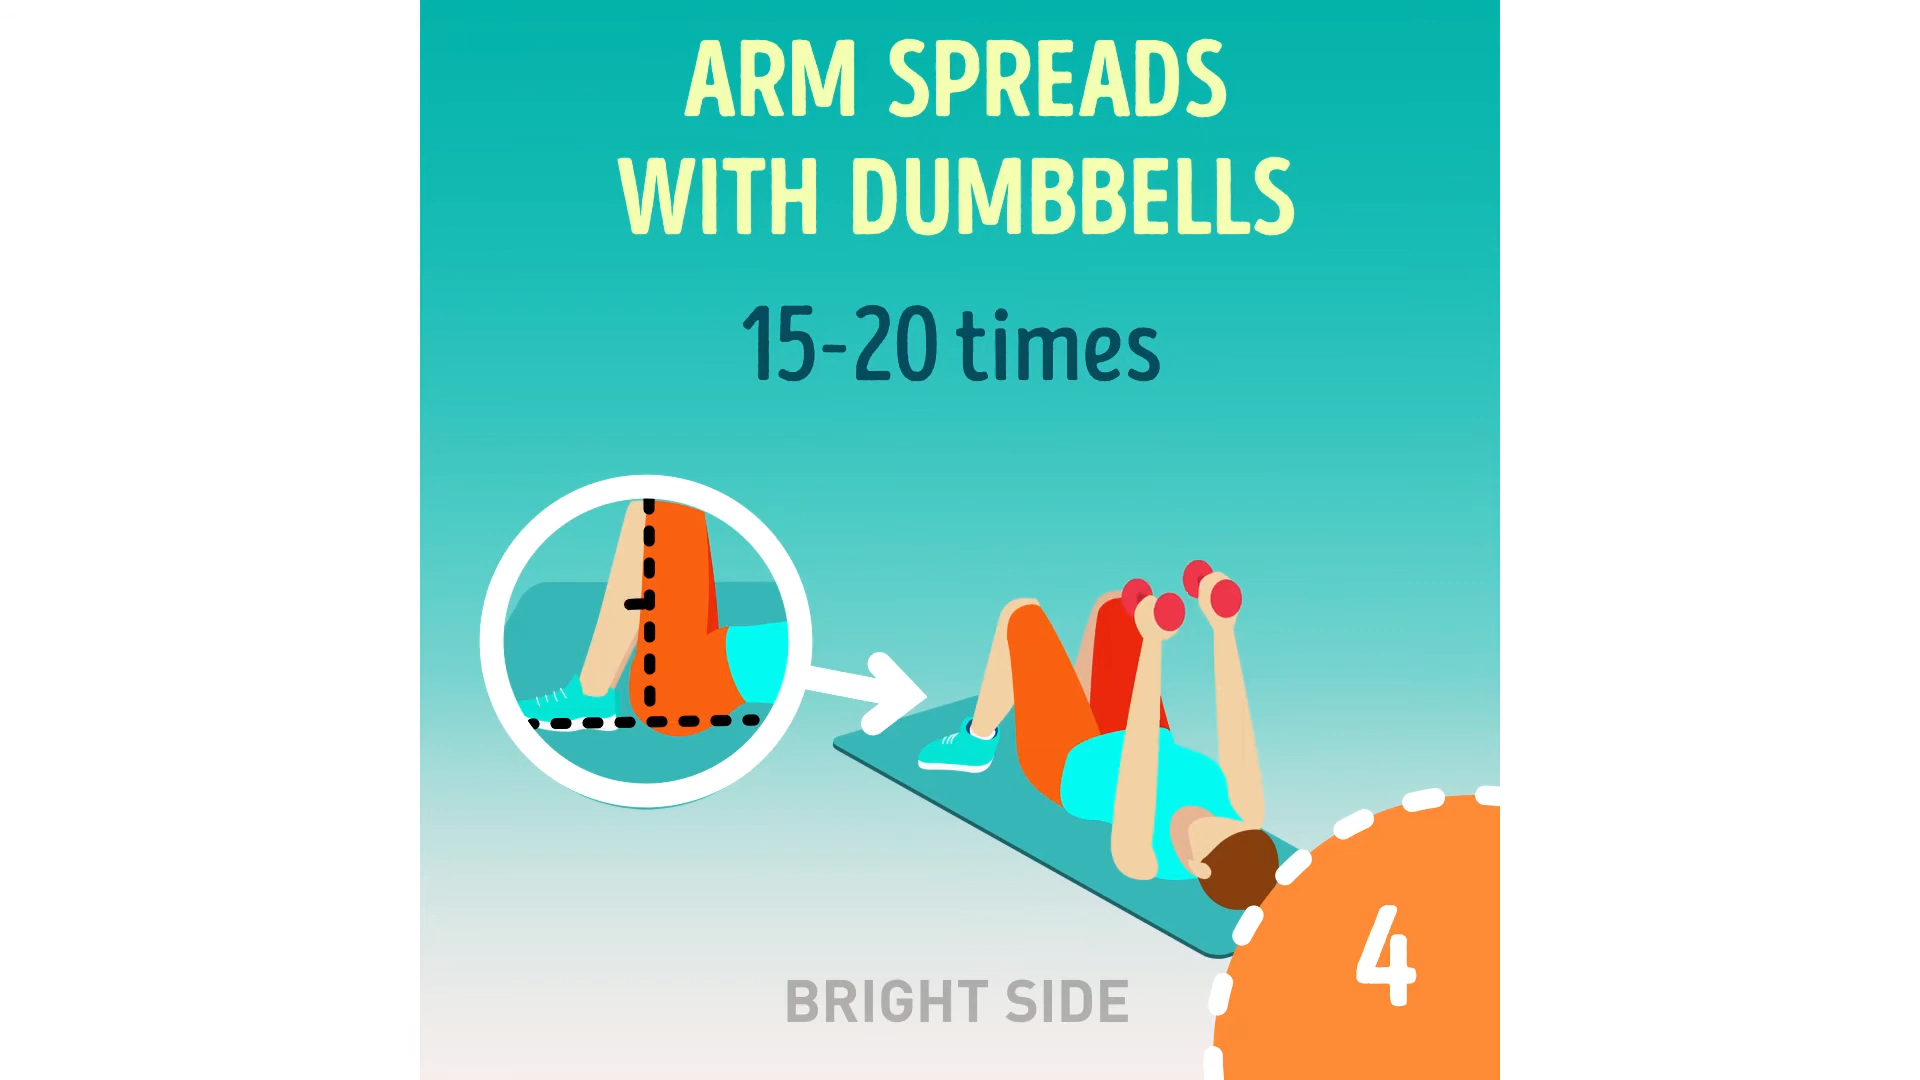 ARM SPREADS
WITH DUMBBELLS
15-20 times
4
BRIGHT SIDE